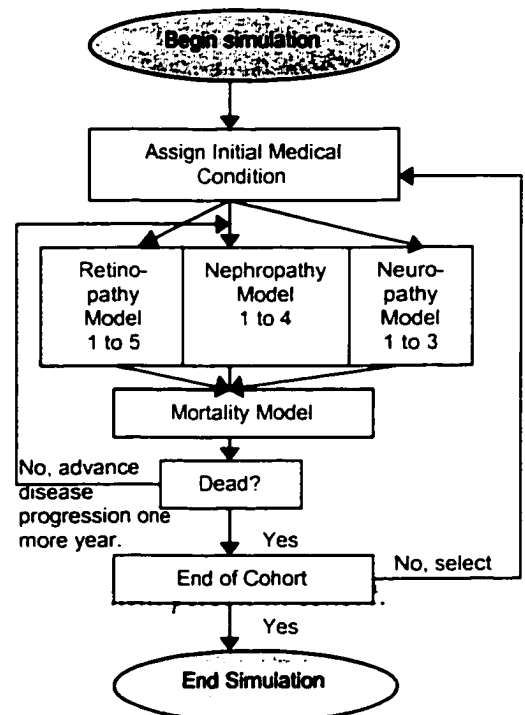 Begin simulation
Assign Initial Medical
Condition
Retino-
pathy
Model
1 to 5
Nephropathy
Model
1 to 4
Neuro-
pathy
Model
1 to 3
Mortality Model
No, advance
disease
progression one
more year.
Dead?
Yes
End of Cohort
No, select
Yes
End Simulation